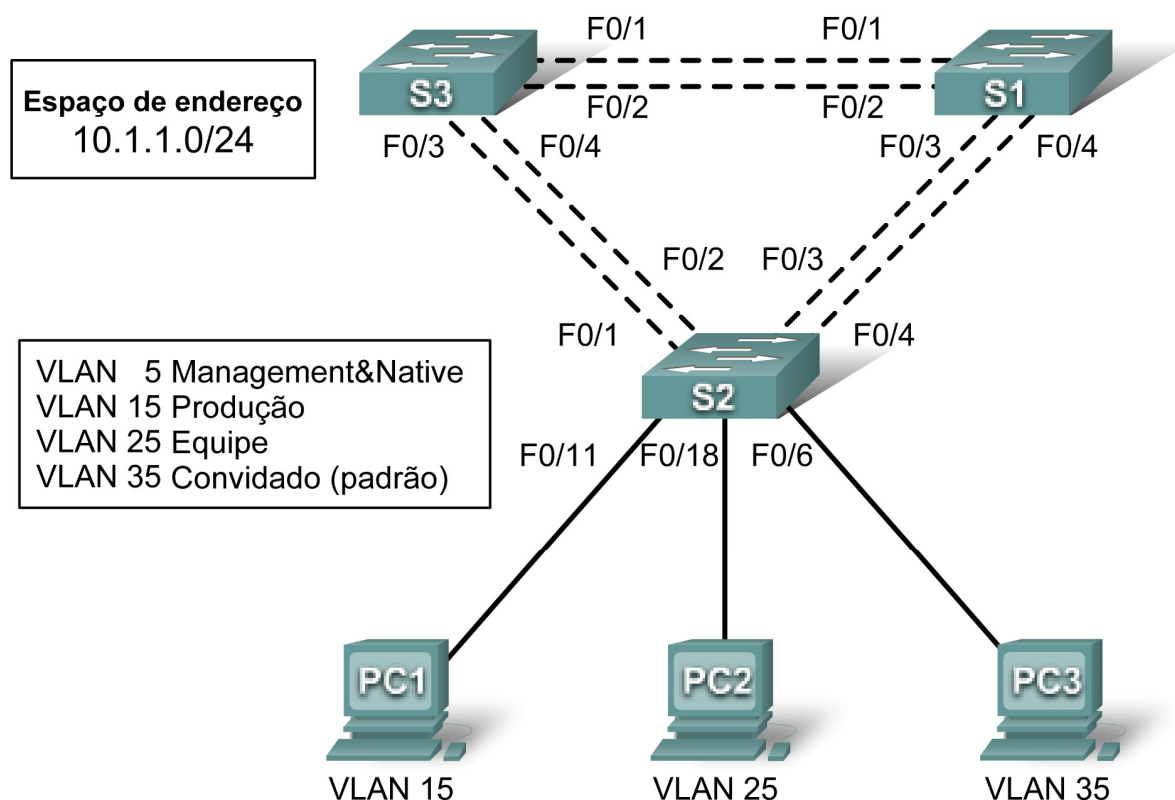 F0/1 F0/1
S3 S1
F0/2 F0/2
Espaço de endereço
10.1.1.0/24
F0/3 F0/4 F0/3 F0/4
F0/2 F0/3
F0/1 F0/4
VLAN 5 Management&Native
VLAN 15 Produção
VLAN 25 Equipe
VLAN 35 Convidado (padrão)
S2
F0/11 F0/18 F0/6
PC1 PC2 PC3
VLAN 15 VLAN 25 VLAN 35